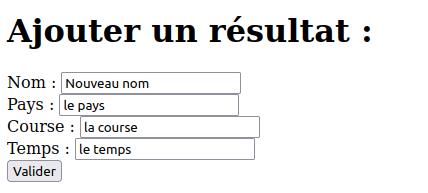 Ajouter un résultat :
Nom : Nouveau nom
Pays : le pays
Course : la course
Temps : le temps
Valider